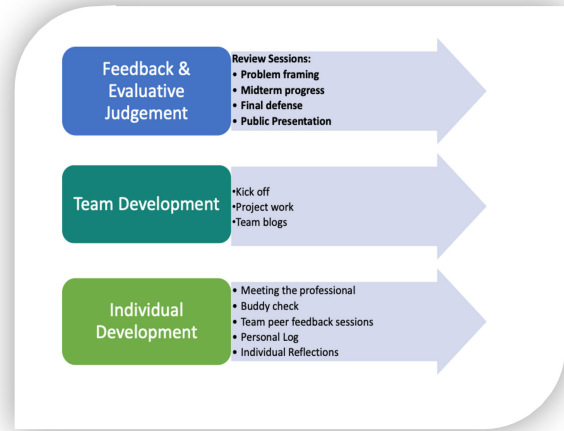 Feedback &
Evaluative
Judgement
Review Sessions:
• Problem framing
• Midterm progress
• Final defense
• Public Presentation
Team Development
•Kick off
•Project work
•Team blogs
Individual
Development
• Meeting the professional
• Buddy check
• Team peer feedback sessions
• Personal Log
• Individual Reflections